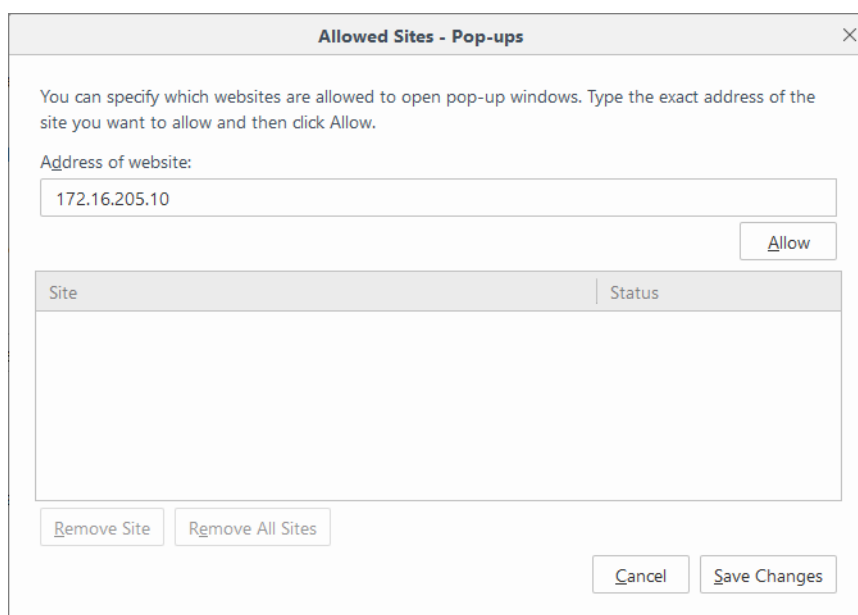 Allowed Sites - Pop-ups
You can specify which websites are allowed to open pop-up windows. Type the exact address of the
site you want to allow and then click Allow.
Address of website:
172.16.205.10
Allow
Site Status
Remove Site Remove All Sites
Cancel Save Changes